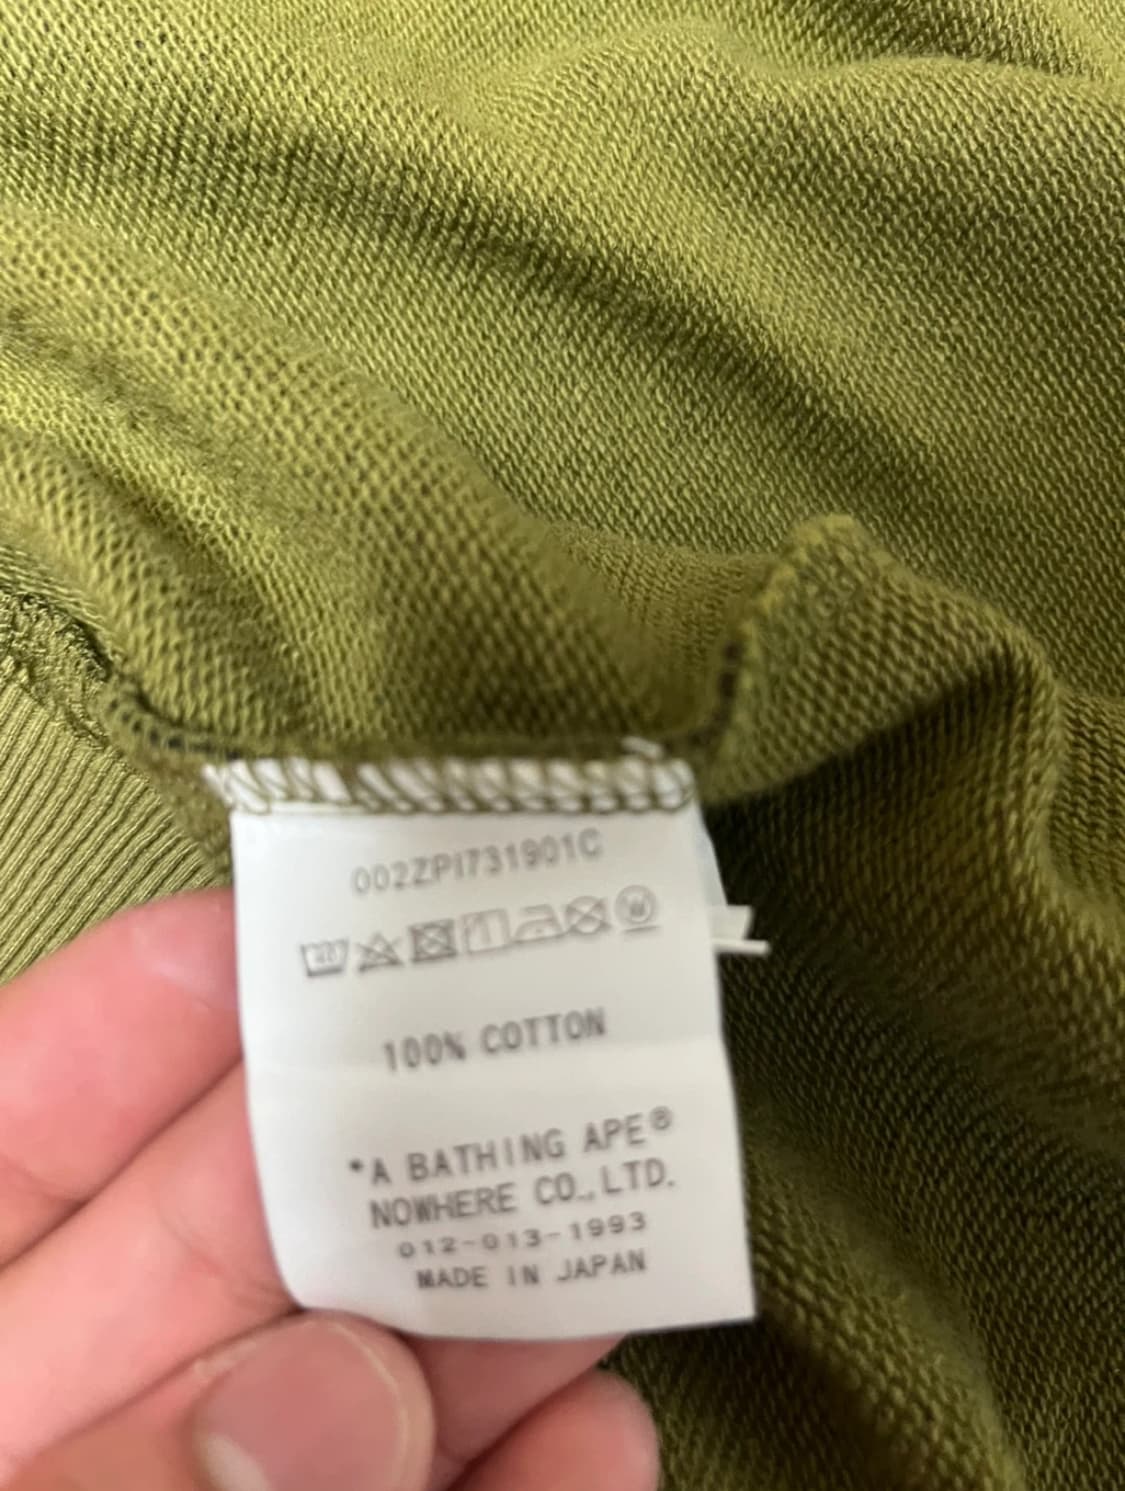 002ZPI731901C
100% COTTON
*A BATHING APE®
NOWHERE CO., LTD.
012-013-1993
MADE IN JAPAN